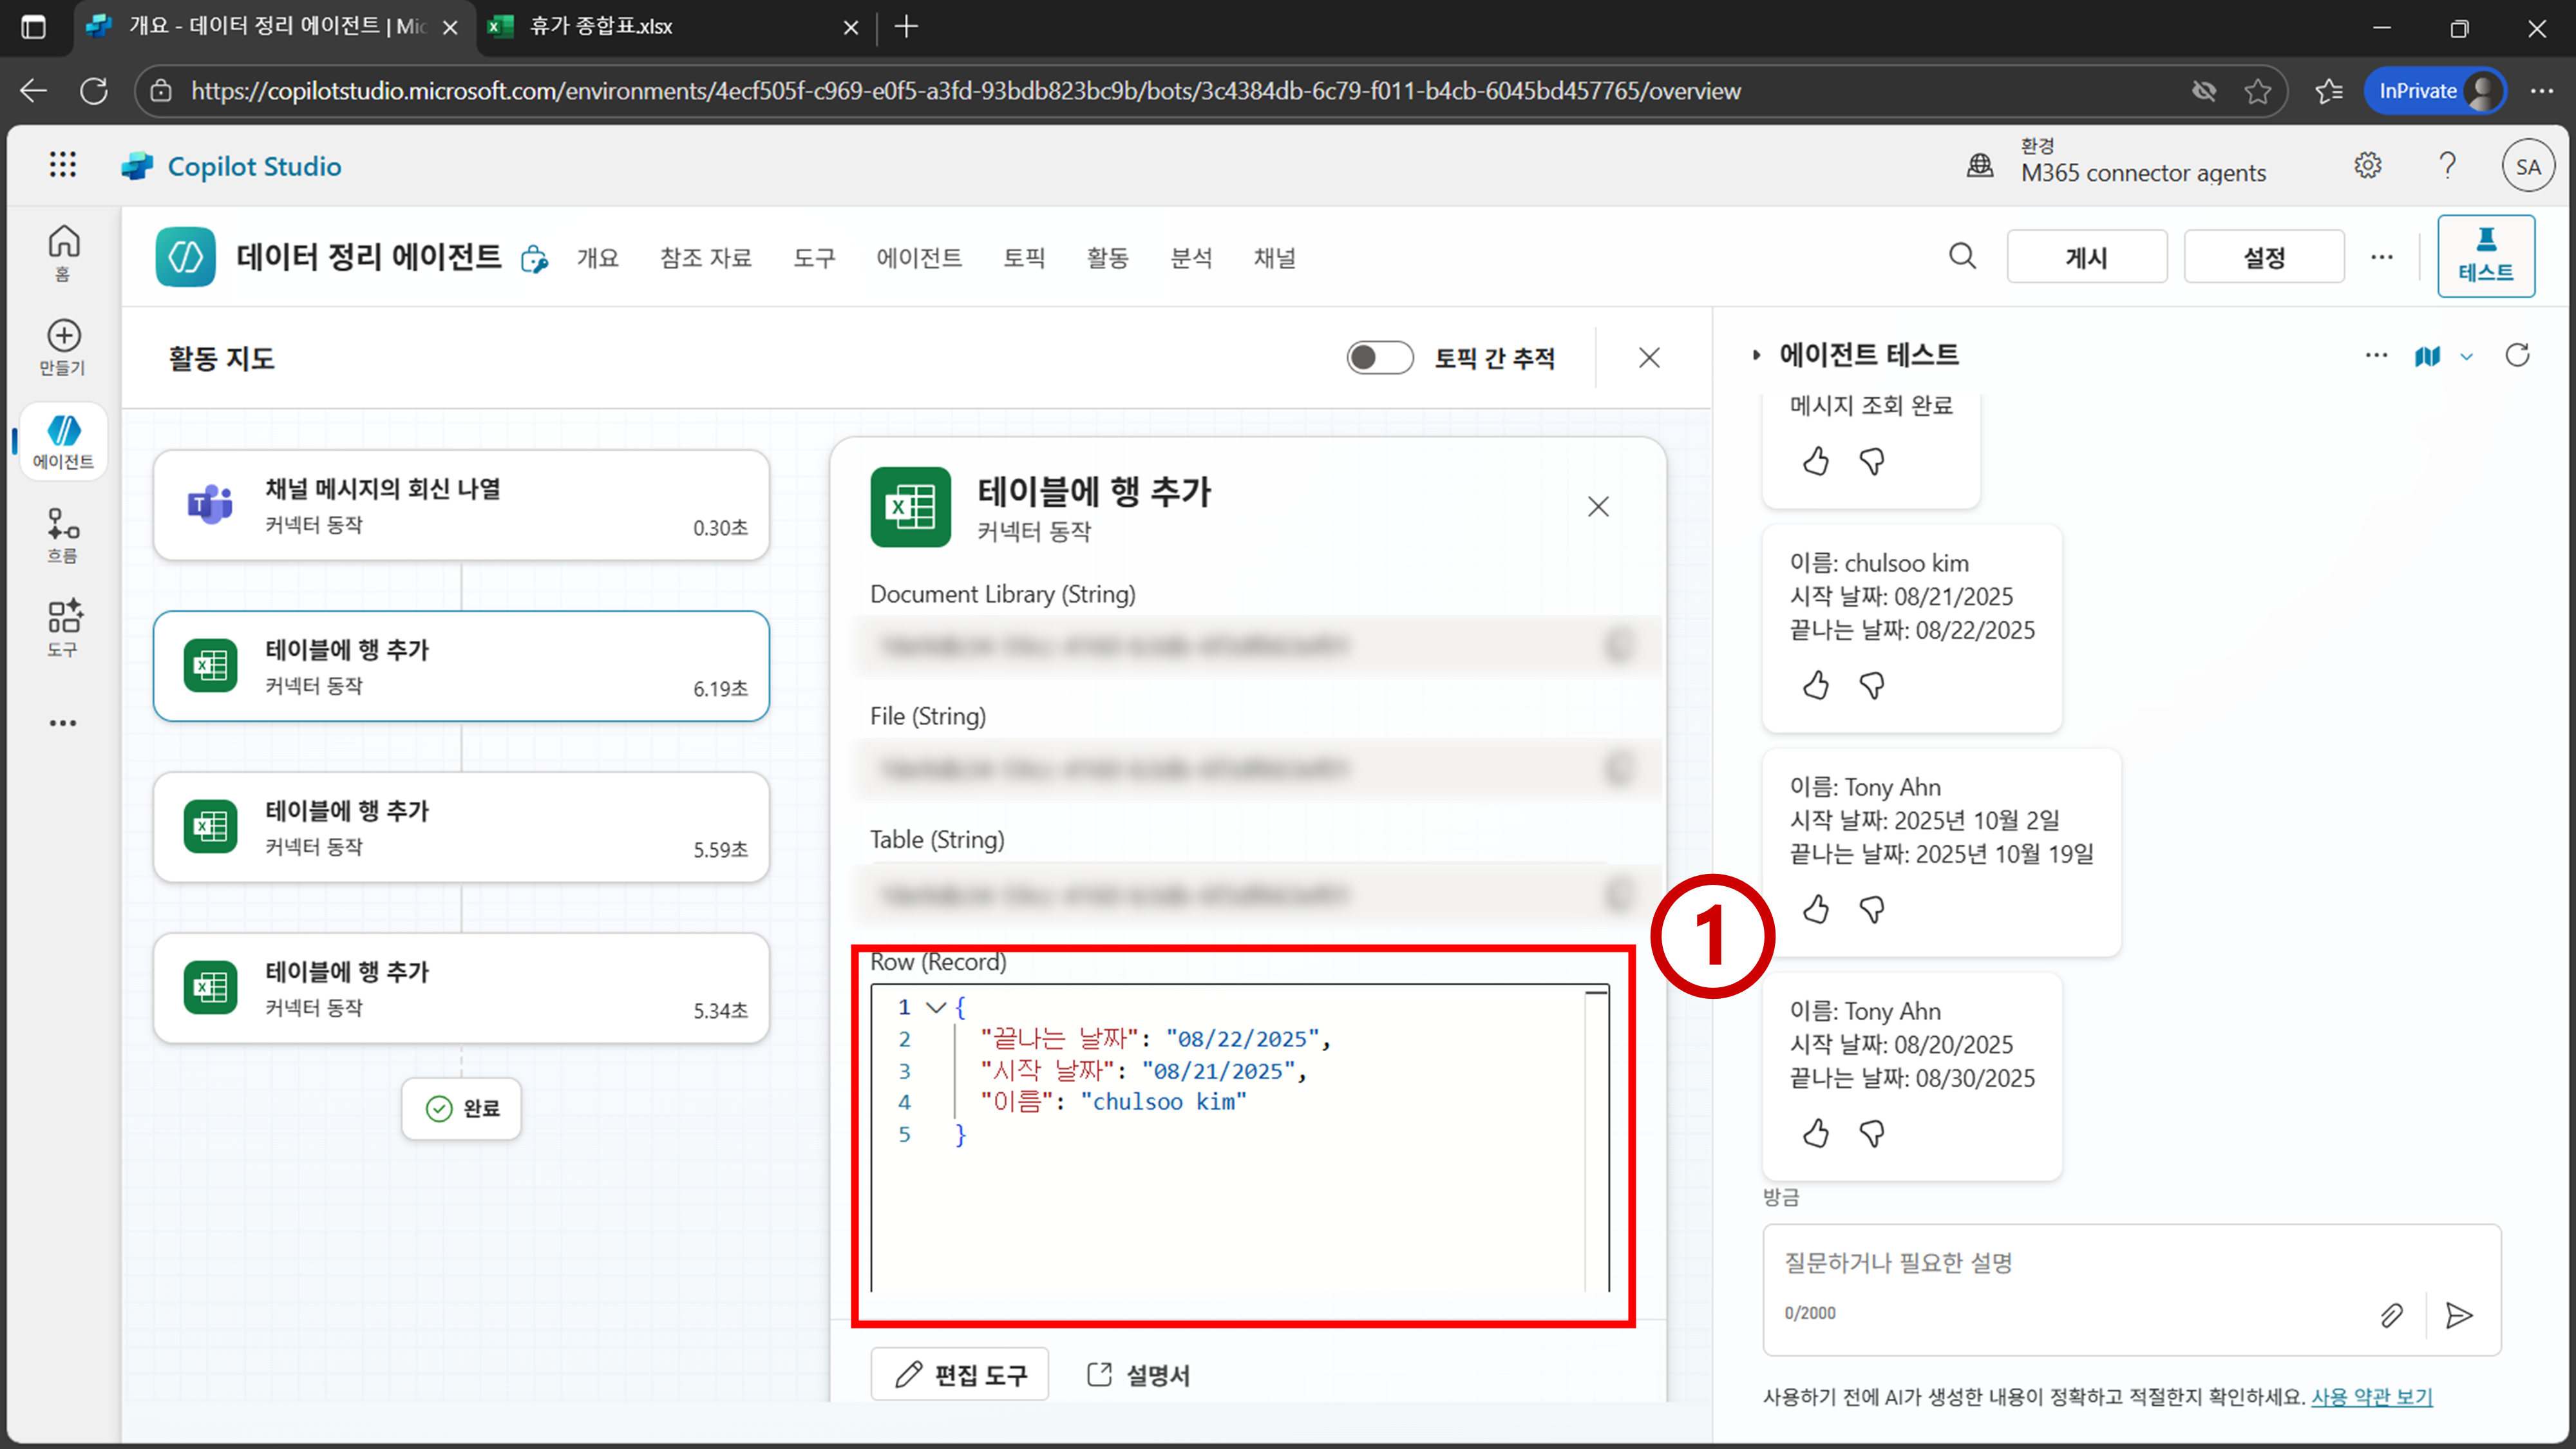 개요 - 데이터 정리 에이전트 | Mic
휴가 종합표.xlsx
https://copilotstudio.microsoft.com/environments/4ecf505f-c969-e0f5-a3fd-93bdb823bc9b/bots/3c4384db-6c79-f011-b4cb-6045bd457765/overview
InPrivate
Copilot Studio
환경
M365 connector agents
SA
홈
만들기
에이전트
흐름
도구
데이터 정리 에이전트
개요
참조 자료
도구
에이전트
토픽
활동
분석
채널
게시
설정
테스트
활동 지도
토픽 간 추적
채널 메시지의 회신 나열
커넥터 동작
0.30초
테이블에 행 추가
커넥터 동작
6.19초
테이블에 행 추가
커넥터 동작
5.59초
테이블에 행 추가
커넥터 동작
5.34초
완료
테이블에 행 추가
커넥터 동작
Document Library (String)
File (String)
Table (String)
Row (Record)
1 {
2 "끝나는 날짜": "08/22/2025",
3 "시작 날짜": "08/21/2025",
4 "이름": "chulsoo kim"
5 }
1
편집 도구
설명서
에이전트 테스트
메시지 조회 완료
이름: chulsoo kim
시작 날짜: 08/21/2025
끝나는 날짜: 08/22/2025
이름: Tony Ahn
시작 날짜: 2025년 10월 2일
끝나는 날짜: 2025년 10월 19일
이름: Tony Ahn
시작 날짜: 08/20/2025
끝나는 날짜: 08/30/2025
방금
질문하거나 필요한 설명
0/2000
사용하기 전에 AI가 생성한 내용이 정확하고 적절한지 확인하세요. 사용 약관 보기